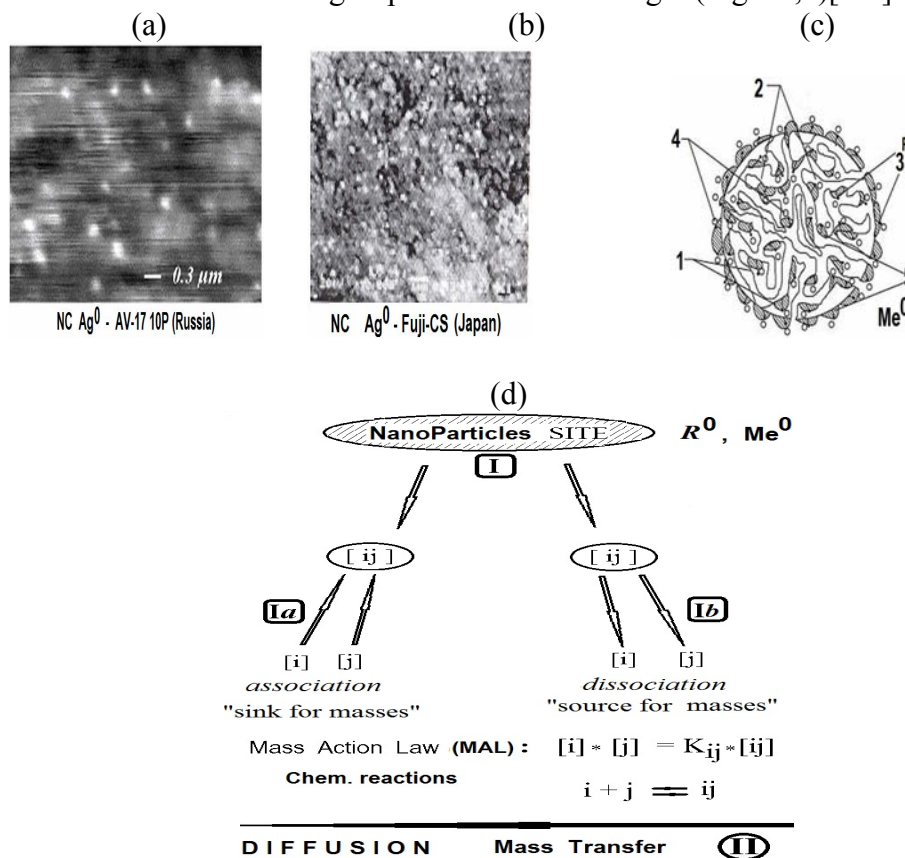 (a) (b) (c)
0.3 μm
NC Ag⁰ - AV-17 10P (Russia)
NC Ag⁰ - Fuji-CS (Japan)
2
4
3
1
Me⁰
(d)
NanoParticles SITE R⁰ , Me⁰
I
[ ij ] [ ij ]
Ia Ib
[i] [j] [i] [j]
association dissociation
"sink for masses" "source for masses"
Mass Action Law (MAL) : [i] * [j] = Kij * [ij]
Chem. reactions
i + j = ij
DIFFUSION Mass Transfer II